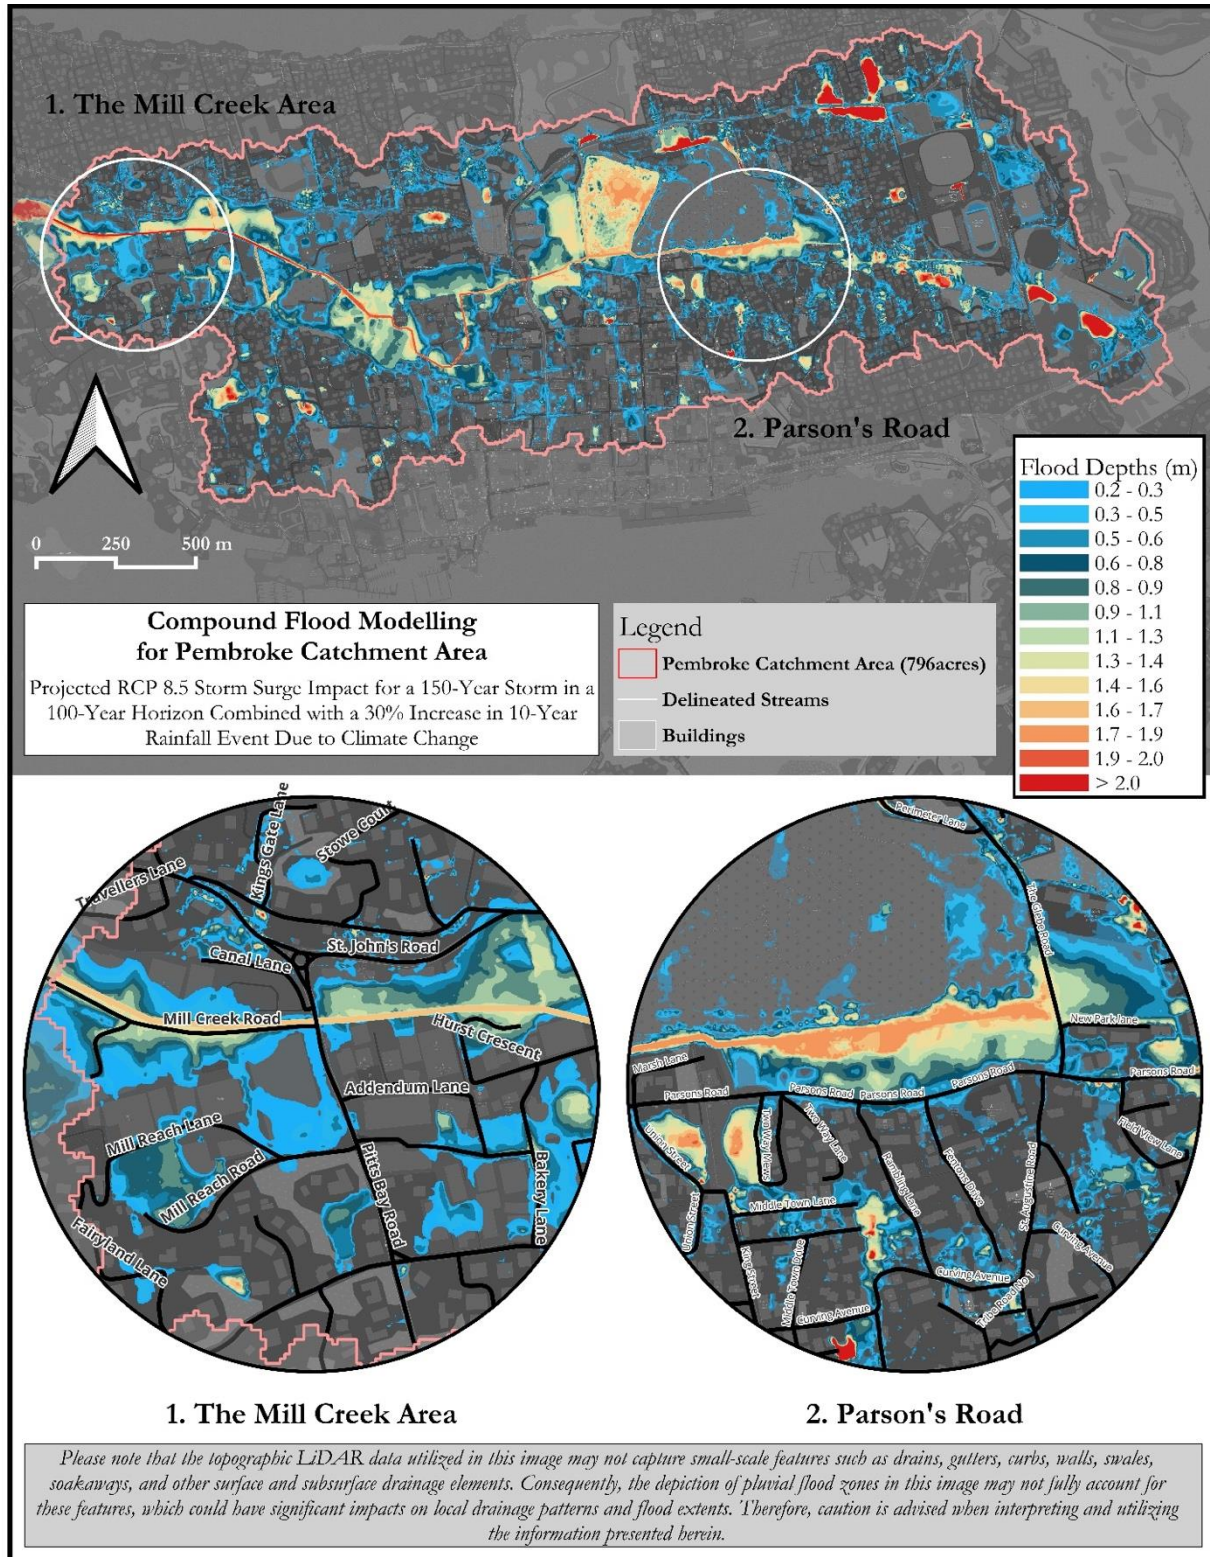 1. The Mill Creek Area
2. Parson's Road
0 250 500 m
Flood Depths (m)
0.2 - 0.3
0.3 - 0.5
0.5 - 0.6
0.6 - 0.8
0.8 - 0.9
0.9 - 1.1
1.1 - 1.3
1.3 - 1.4
1.4 - 1.6
1.6 - 1.7
1.7 - 1.9
1.9 - 2.0
> 2.0
Compound Flood Modelling
for Pembroke Catchment Area
Projected RCP 8.5 Storm Surge Impact for a 150-Year Storm in a
100-Year Horizon Combined with a 30% Increase in 10-Year
Rainfall Event Due to Climate Change
Legend
Pembroke Catchment Area (796acres)
Delineated Streams
Buildings
Travellers Lane
Kings Gate Lane
Stowe Court
Canal Lane
St. John's Road
Mill Creek Road
Hurst Crescent
Addendum Lane
Mill Reach Lane
Mill Reach Road
Pitts Bay Road
Bakery Lane
Fairyland Lane
Perimeter Lane
The Glebe Road
New Park lane
Marsh Lane
Parsons Road
Parsons Road
Parsons Road
Parsons Road
Parsons Road
Union Street
Two Way Mews
Two Way Lane
Rambling Lane
Fentons Drive
St. Augustine Road
Field View Lane
Middle Town Lane
Union Street
King Street
Middle Town Drive
Curving Avenue
Curving Avenue
Curving Avenue
Tribe Road No 1
1. The Mill Creek Area
2. Parson's Road
Please note that the topographic LiDAR data utilized in this image may not capture small-scale features such as drains, gutters, curbs, walls, swales,
soakaways, and other surface and subsurface drainage elements. Consequently, the depiction of pluvial flood zones in this image may not fully account for
these features, which could have significant impacts on local drainage patterns and flood extents. Therefore, caution is advised when interpreting and utilizing
the information presented herein.